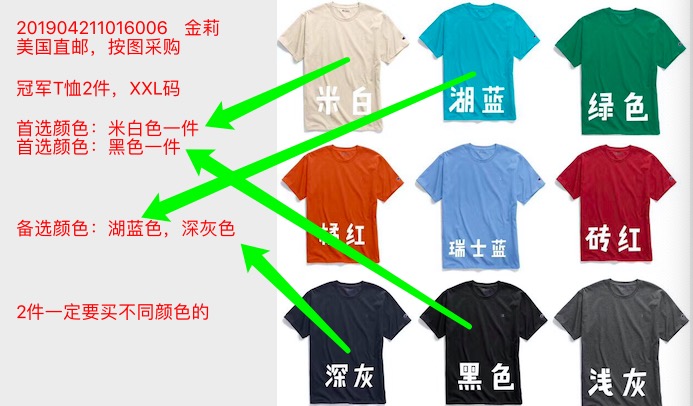 201904211016006 金莉
美国直邮，按图采购
冠军T恤2件，XXL码
首选颜色：米白色一件
首选颜色：黑色一件
备选颜色：湖蓝色，深灰色
2件一定要买不同颜色的
米白
湖蓝
绿色
橘红
瑞士蓝
砖红
深灰
黑色
浅灰